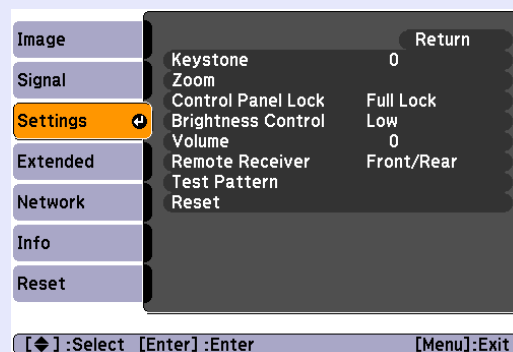 Image
Signal
Settings
Extended
Network
Info
Reset
Return
Keystone 0
Zoom
Control Panel Lock Full Lock
Brightness Control Low
Volume 0
Remote Receiver Front/Rear
Test Pattern
Reset
[◆] :Select [Enter] :Enter [Menu]:Exit